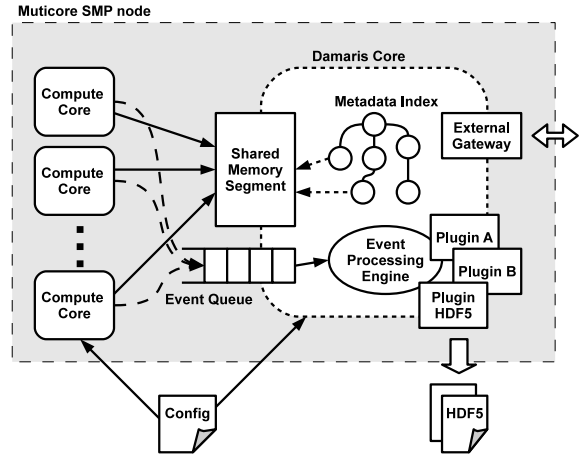 Muticore SMP node
Damaris Core
Compute
Core
Compute
Core
Compute
Core
Shared
Memory
Segment
Metadata Index
External
Gateway
Event Queue
Event
Processing
Engine
Plugin A
Plugin B
Plugin
HDF5
Config
HDF5